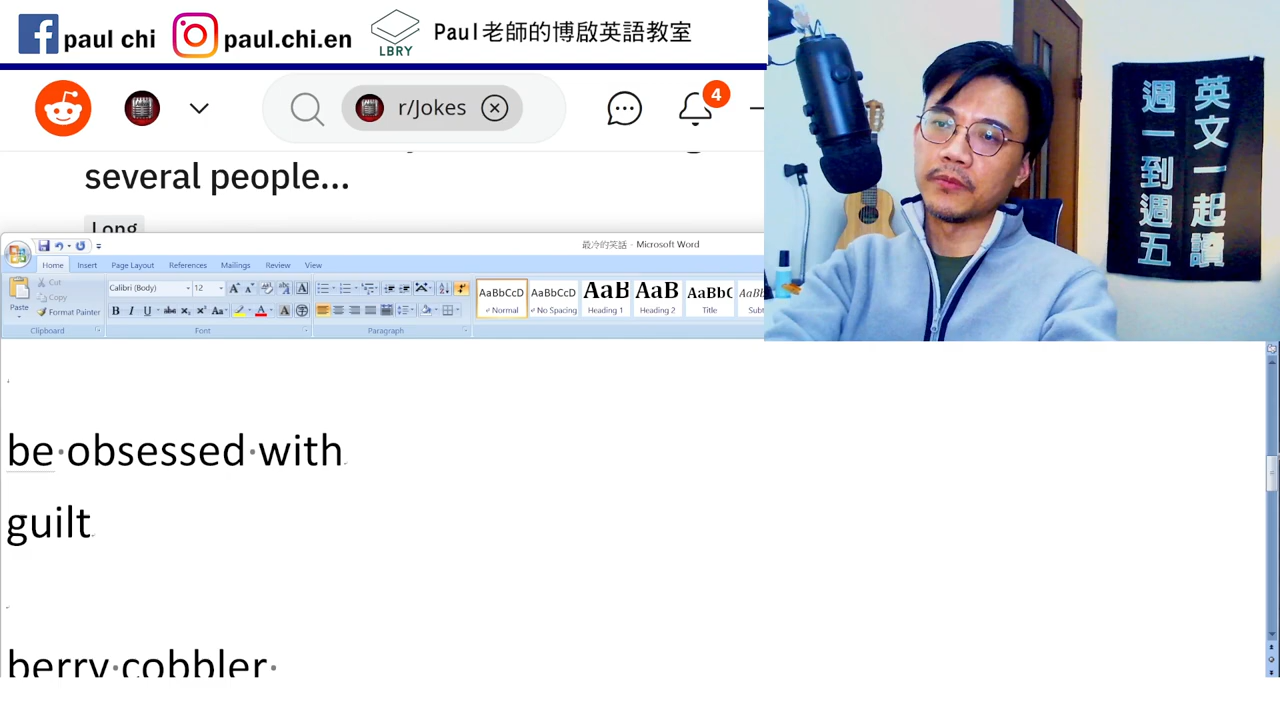 paul chi
paul.chi.en
LBRY
Paul老師的博啟英語教室
r/Jokes
4
several people...
Long
最冷的笑話 - Microsoft Word
Home Insert Page Layout References Mailings Review View
Paste
Cut
Copy
Format Painter
Calibri (Body) 12
AaBbCcD AaBbCcD AaB AaB AaBbC
Normal No Spacing Heading 1 Heading 2 Title
Clipboard Font Paragraph
be obsessed with
guilt
berry cobbler
英文一起讀
週一到週五